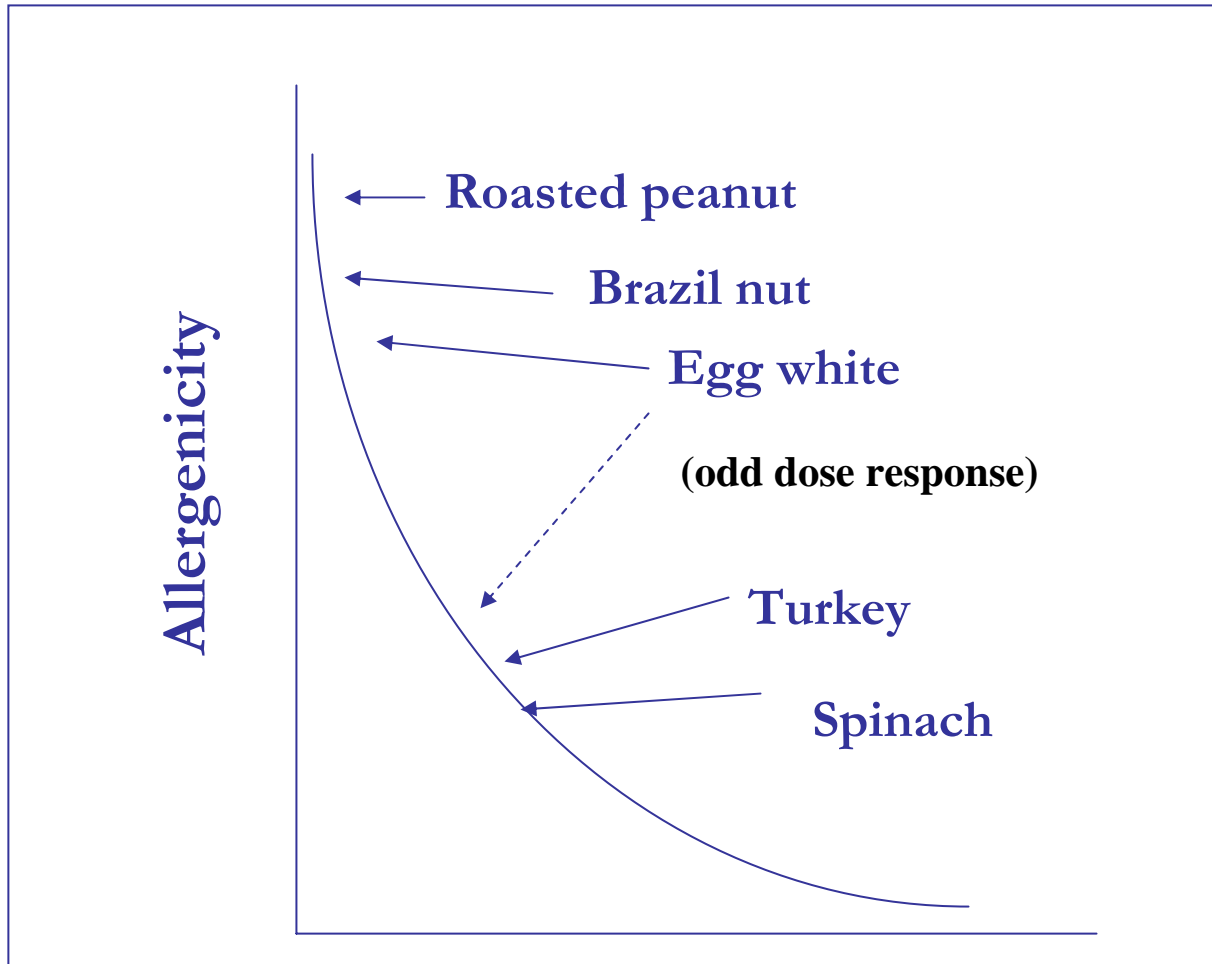 Roasted peanut
Brazil nut
Egg white
(odd dose response)
Turkey
Spinach
Allergenicity